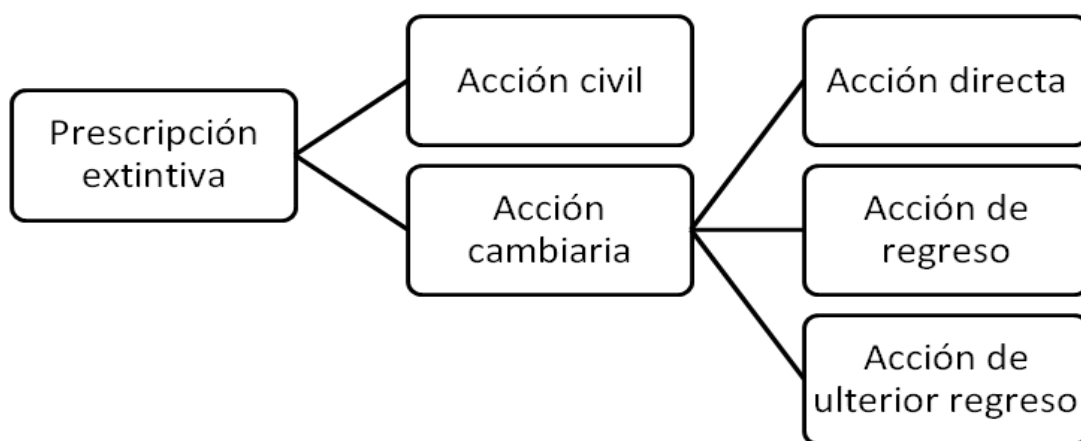 Prescripción
extintiva
Acción civil
Acción
cambiaria
Acción directa
Acción de
regreso
Acción de
ulterior regreso